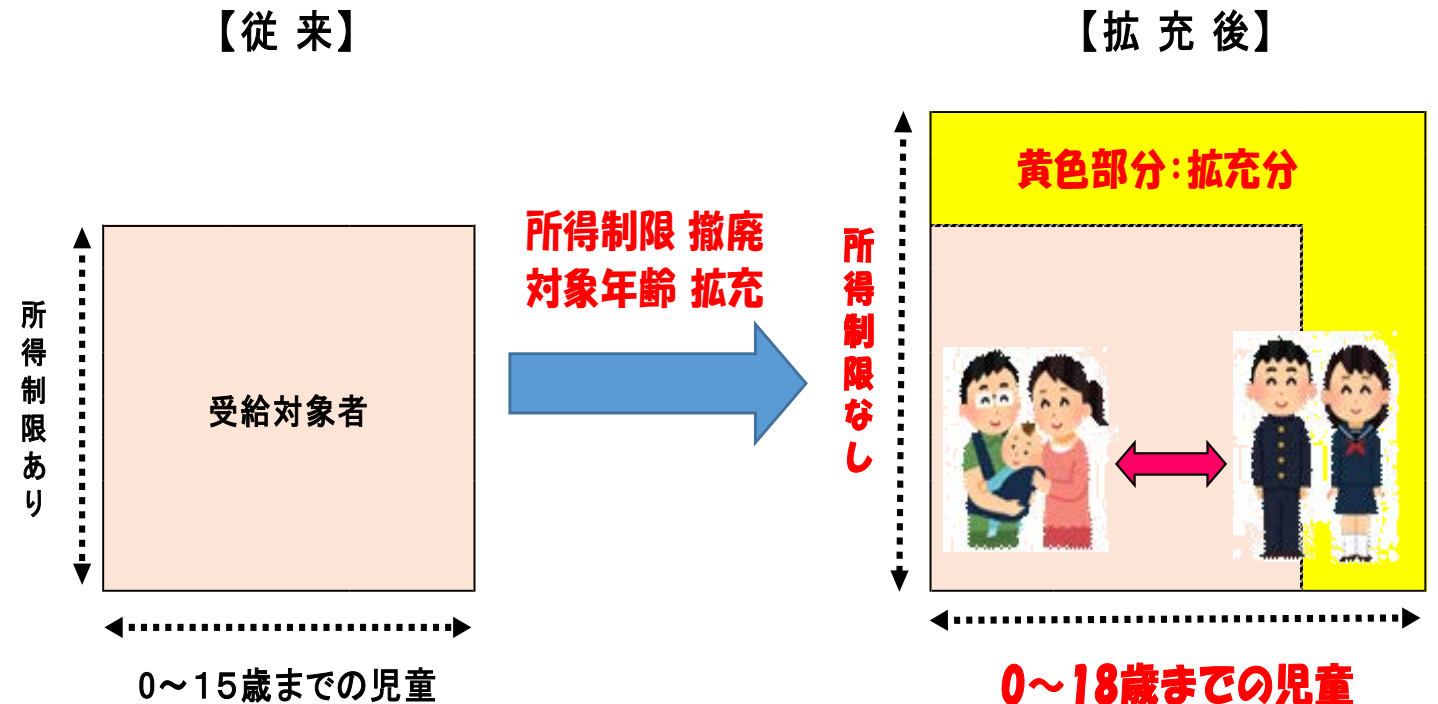 【従 来】
【拡 充 後】
所得制限あり
受給対象者
0～15歳までの児童
所得制限 撤廃
対象年齢 拡充
所得制限なし
黄色部分：拡充分
0～18歳までの児童